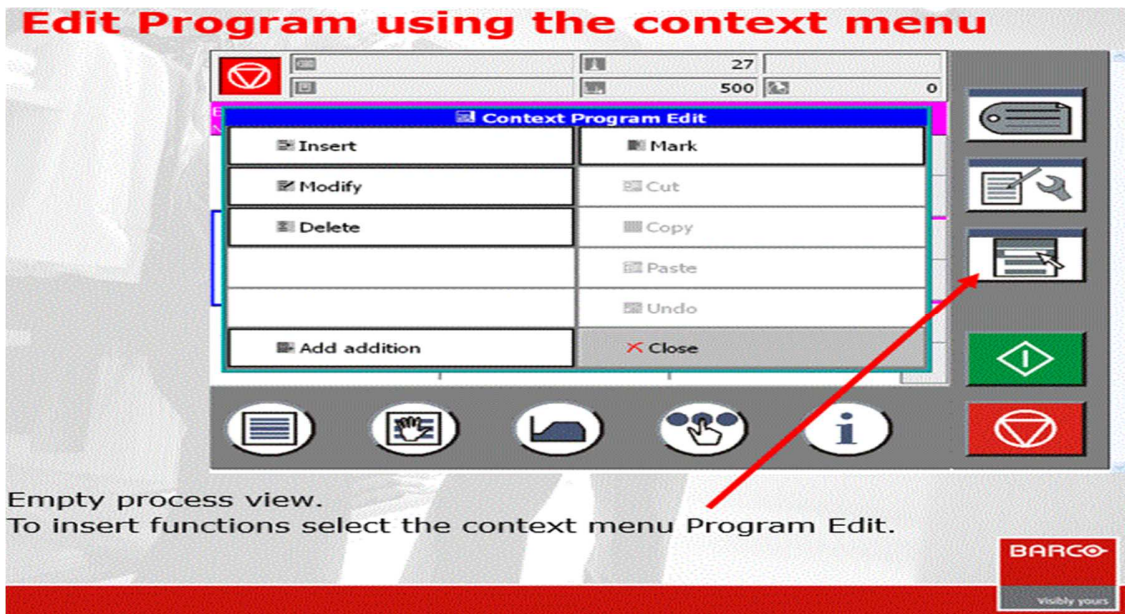 Edit Program using the context menu
27
500
0
Context Program Edit
Insert
Mark
Modify
Cut
Delete
Copy
Paste
Undo
Add addition
Close
i
Empty process view.
To insert functions select the context menu Program Edit.
BARCO
Visibly yours